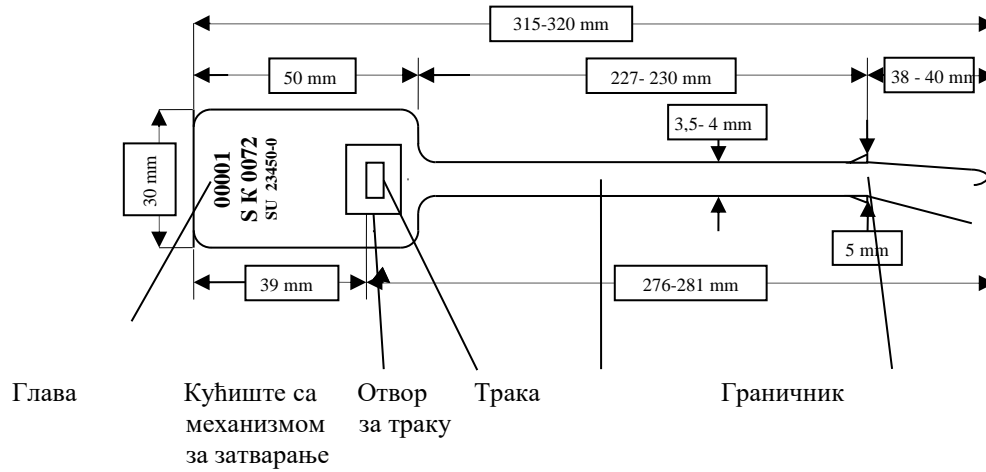 315-320 mm
50 mm
227- 230 mm
38 - 40 mm
3,5- 4 mm
30 mm
00001
S K 0072
SU 23450-0
5 mm
39 mm
276-281 mm
Глава
Кућиште са
механизмом
за затварање
Отвор
за траку
Трака
Граничник